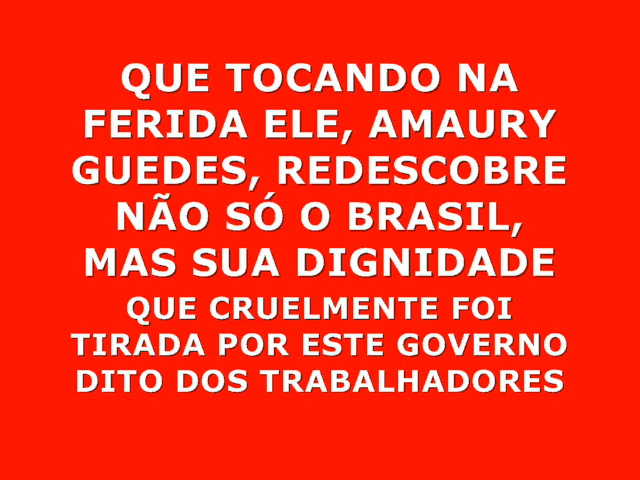 QUE TOCANDO NA
FERIDA ELE, AMAURY
GUEDES, REDESCOBRE
NÃO SÓ O BRASIL,
MAS SUA DIGNIDADE
QUE CRUELMENTE FOI
TIRADA POR ESTE GOVERNO
DITO DOS TRABALHADORES